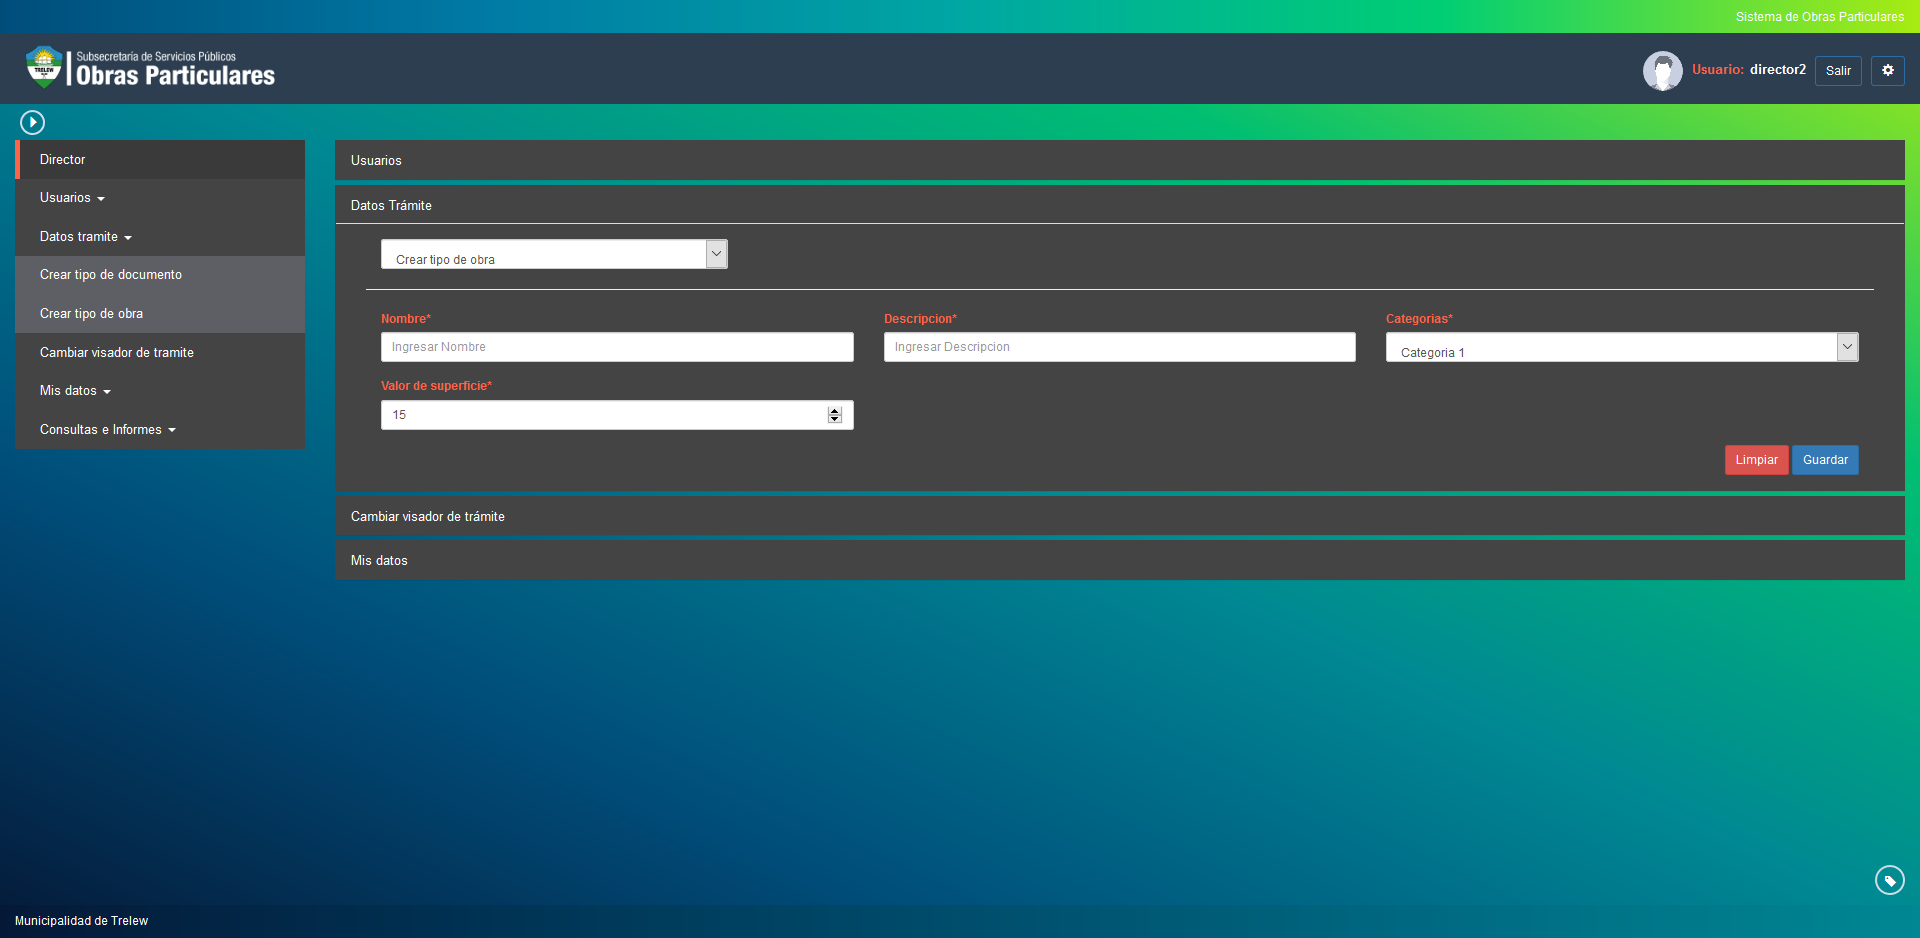 Sistema de Obras Particulares
TRELEW
Subsecretaría de Servicios Públicos
Obras Particulares
Usuario: director2
Salir
Director
Usuarios
Datos tramite
Crear tipo de documento
Crear tipo de obra
Cambiar visador de tramite
Mis datos
Consultas e Informes
Usuarios
Datos Trámite
Crear tipo de obra
Nombre*
Descripcion*
Categorias*
Ingresar Nombre
Ingresar Descripcion
Categoria 1
Valor de superficie*
15
Limpiar
Guardar
Cambiar visador de trámite
Mis datos
Municipalidad de Trelew